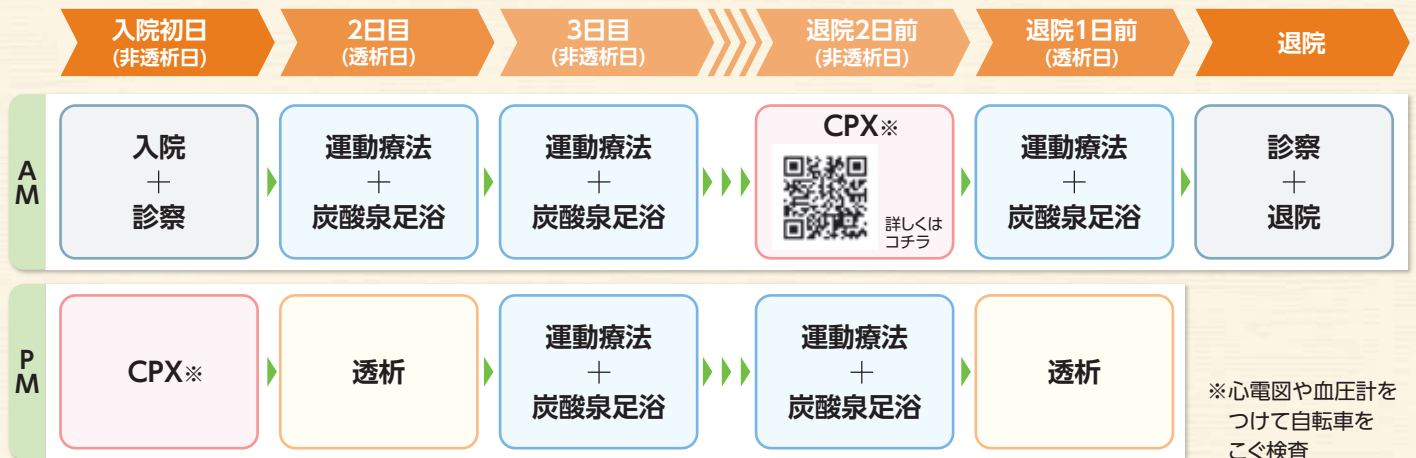 入院初日
(非透析日)
2日目
(透析日)
3日目
(非透析日)
退院2日前
(非透析日)
退院1日前
(透析日)
退院
AM
入院
＋
診察
運動療法
＋
炭酸泉足浴
運動療法
＋
炭酸泉足浴
CPX※
詳しくは
コチラ
運動療法
＋
炭酸泉足浴
診察
＋
退院
PM
CPX※
透析
運動療法
＋
炭酸泉足浴
運動療法
＋
炭酸泉足浴
透析
※心電図や血圧計を
つけて自転車を
こぐ検査